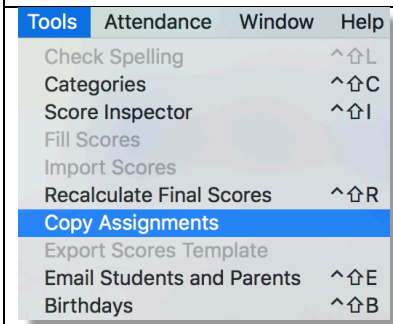 Tools Attendance Window Help
Check Spelling ^⇧L
Categories ^⇧C
Score Inspector ^⇧I
Fill Scores
Import Scores
Recalculate Final Scores ^⇧R
Copy Assignments
Export Scores Template
Email Students and Parents ^⇧E
Birthdays ^⇧B